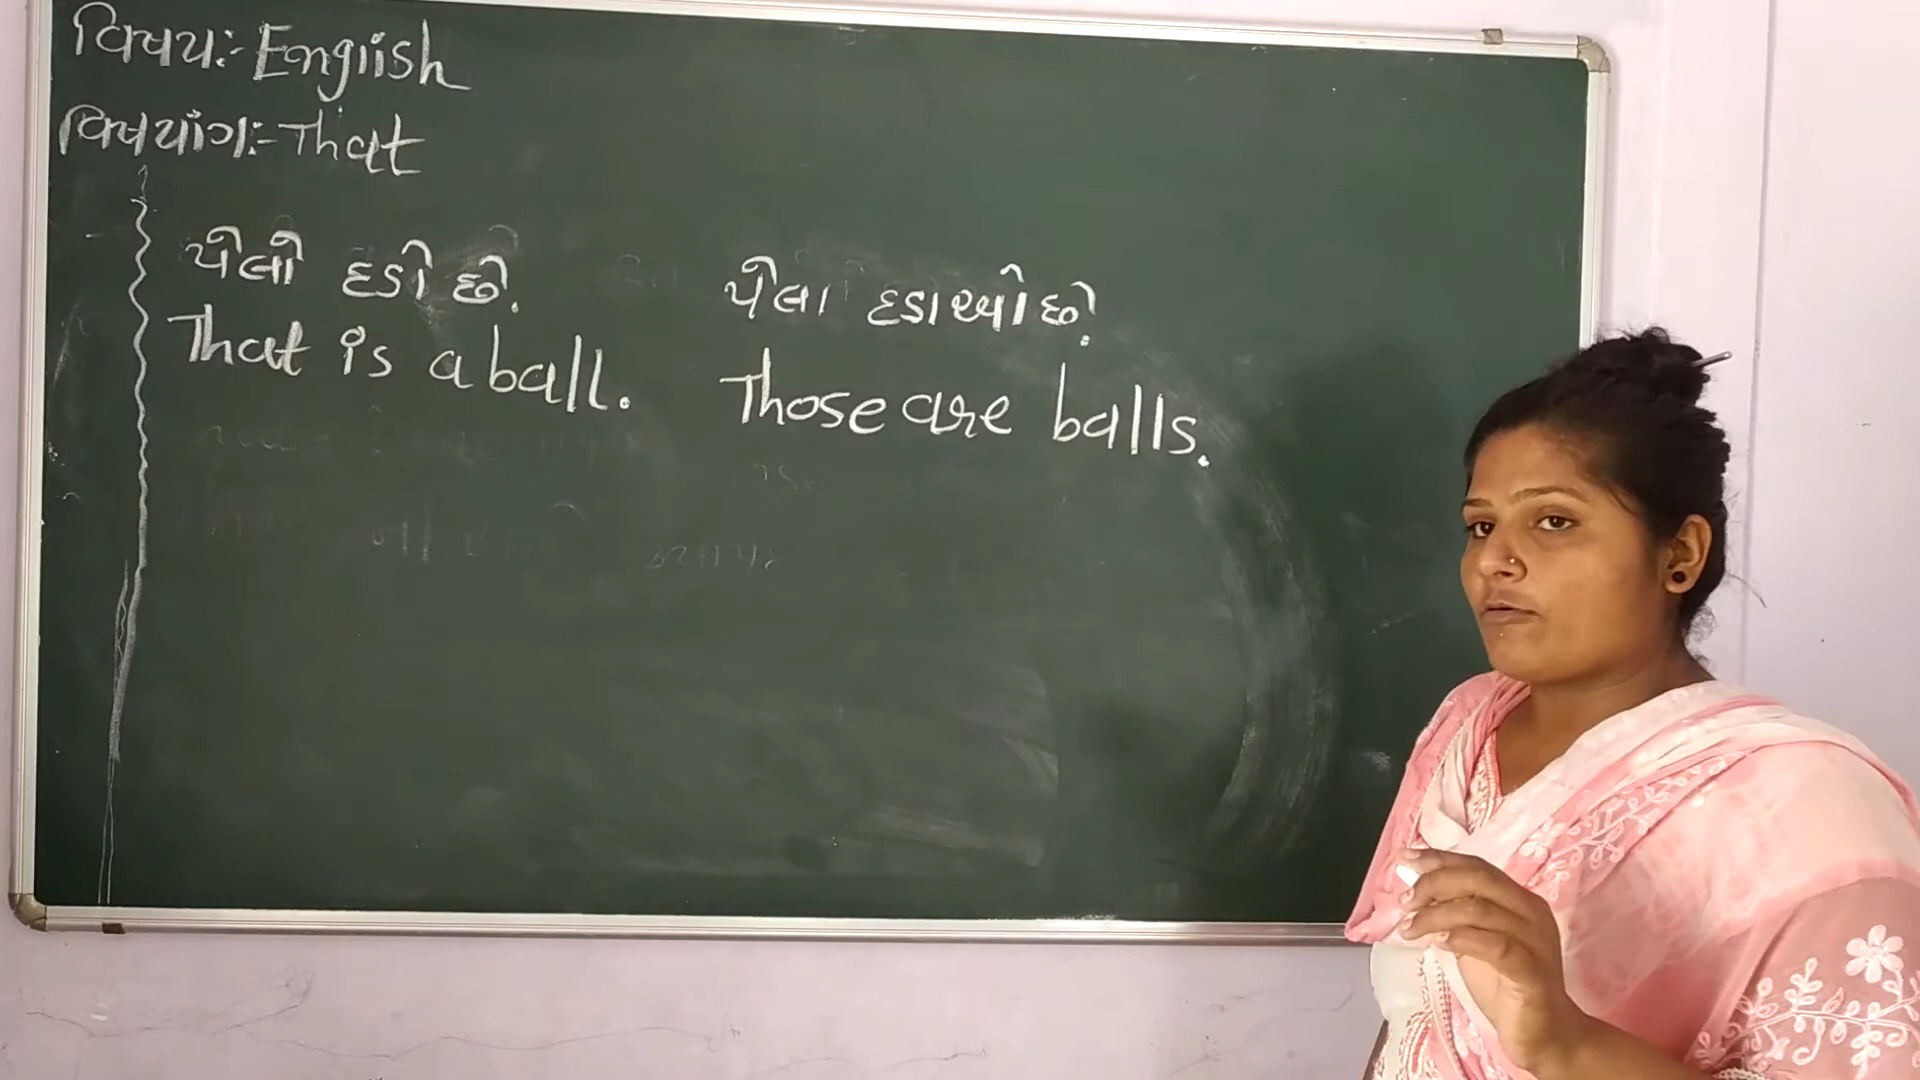 વિષય:- English
વિષયાંગ:- That
પેલો દડો છે.
That is a ball.
પેલા દડાઓ છે.
Those are balls.